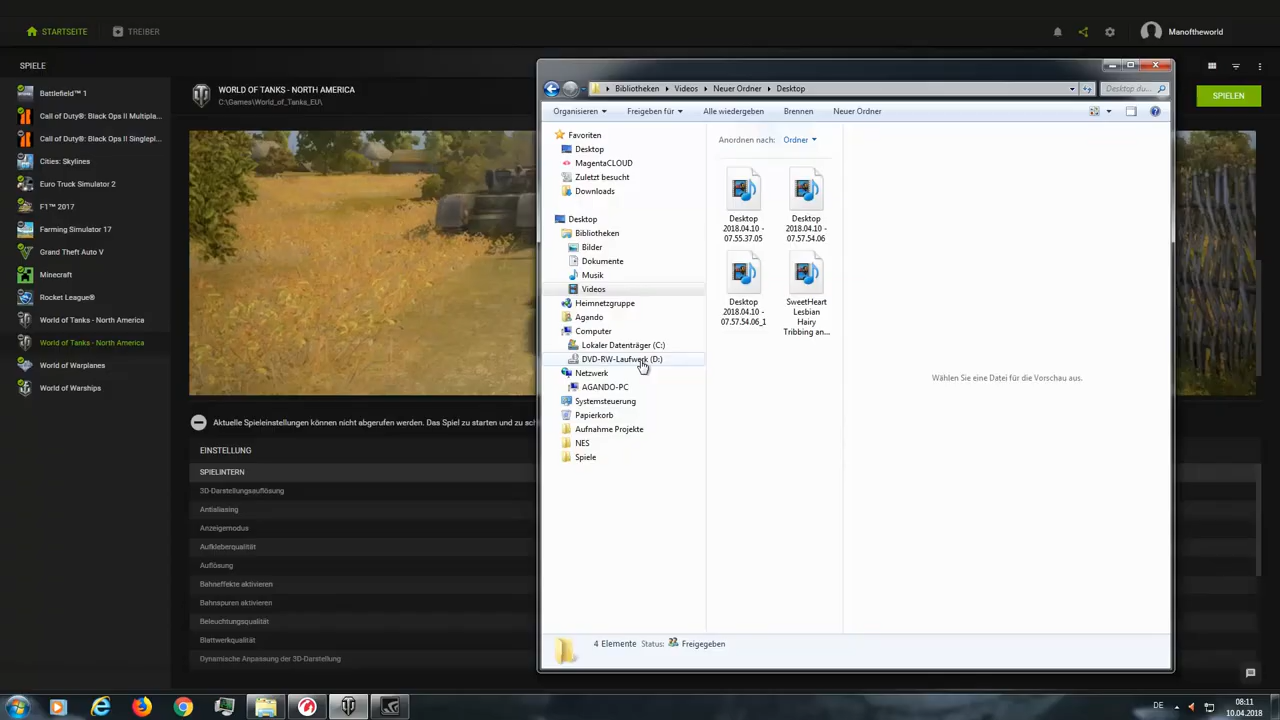 STARTSEITE
TREIBER
Manoftheworld
SPIELE
Battlefield™ 1
Call of Duty®: Black Ops II Multipla...
Call of Duty®: Black Ops II Singlepl...
Cities: Skylines
Euro Truck Simulator 2
F1™ 2017
Farming Simulator 17
Grand Theft Auto V
Minecraft
Rocket League®
World of Tanks - North America
World of Tanks - North America
World of Warplanes
World of Warships
WORLD OF TANKS - NORTH AMERICA
C:\Games\World_of_Tanks_EU\
SPIELEN
Aktuelle Spieleinstellungen können nicht abgerufen werden. Das Spiel zu starten und zu sch
EINSTELLUNG
SPIELINTERN
3D-Darstellungsauflösung
Antialiasing
Anzeigemodus
Aufkleberqualität
Auflösung
Bahneffekte aktivieren
Bahnspuren aktivieren
Beleuchtungsqualität
Blattwerkqualität
Dynamische Anpassung der 3D-Darstellung
Bibliotheken
Videos
Neuer Ordner
Desktop
Desktop du...
Organisieren
Freigeben für
Alle wiedergeben
Brennen
Neuer Ordner
Favoriten
Desktop
MagentaCLOUD
Zuletzt besucht
Downloads
Desktop
Bibliotheken
Bilder
Dokumente
Musik
Videos
Heimnetzgruppe
Agando
Computer
Lokaler Datenträger (C:)
DVD-RW-Laufwerk (D:)
Netzwerk
AGANDO-PC
Systemsteuerung
Papierkorb
Aufnahme Projekte
NES
Spiele
Anordnen nach: Ordner
Desktop
2018.04.10 -
07.55.37.05
Desktop
2018.04.10 -
07.57.54.06
Desktop
2018.04.10 -
07.57.54.06_1
SweetHeart
Lesbian
Hairy
Tribbing an...
Wählen Sie eine Datei für die Vorschau aus.
4 Elemente Status: Freigegeben
DE
08:11
10.04.2018